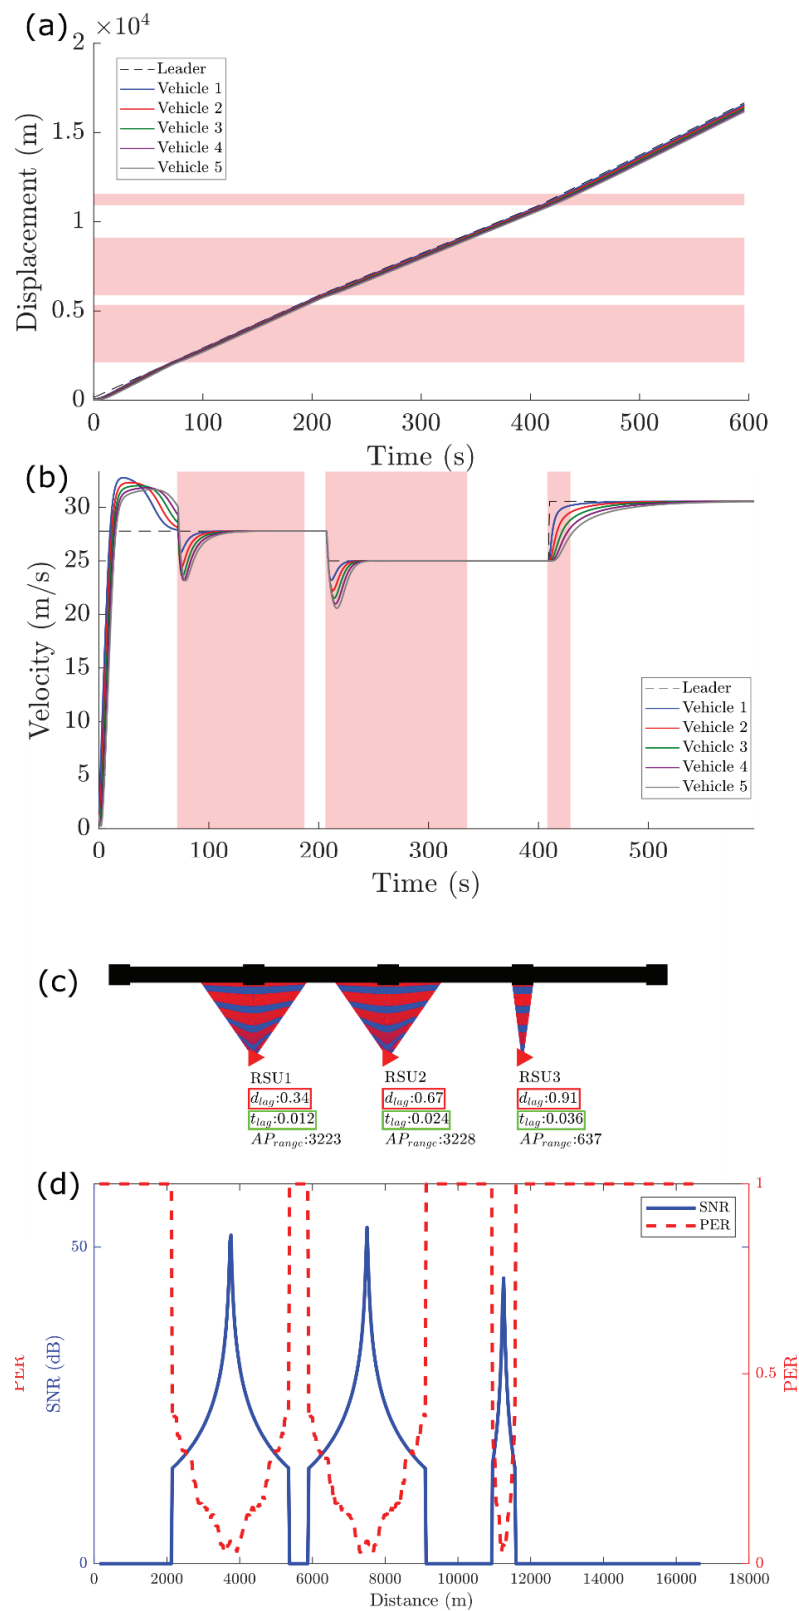 (a)
×10⁴
2
1.5
1
0.5
0
Displacement (m)
Leader
Vehicle 1
Vehicle 2
Vehicle 3
Vehicle 4
Vehicle 5
0 100 200 300 400 500 600
Time (s)
(b)
30
25
20
15
10
5
0
Velocity (m/s)
Leader
Vehicle 1
Vehicle 2
Vehicle 3
Vehicle 4
Vehicle 5
0 100 200 300 400 500
Time (s)
(c)
RSU1 RSU2 RSU3
d_lag:0.34 d_lag:0.67 d_lag:0.91
t_lag:0.012 t_lag:0.024 t_lag:0.036
AP_range:3223 AP_range:3228 AP_range:637
(d)
SNR
PER
50
0
SNR (dB)
1
0.5
0
PER
0 2000 4000 6000 8000 10000 12000 14000 16000 18000
Distance (m)